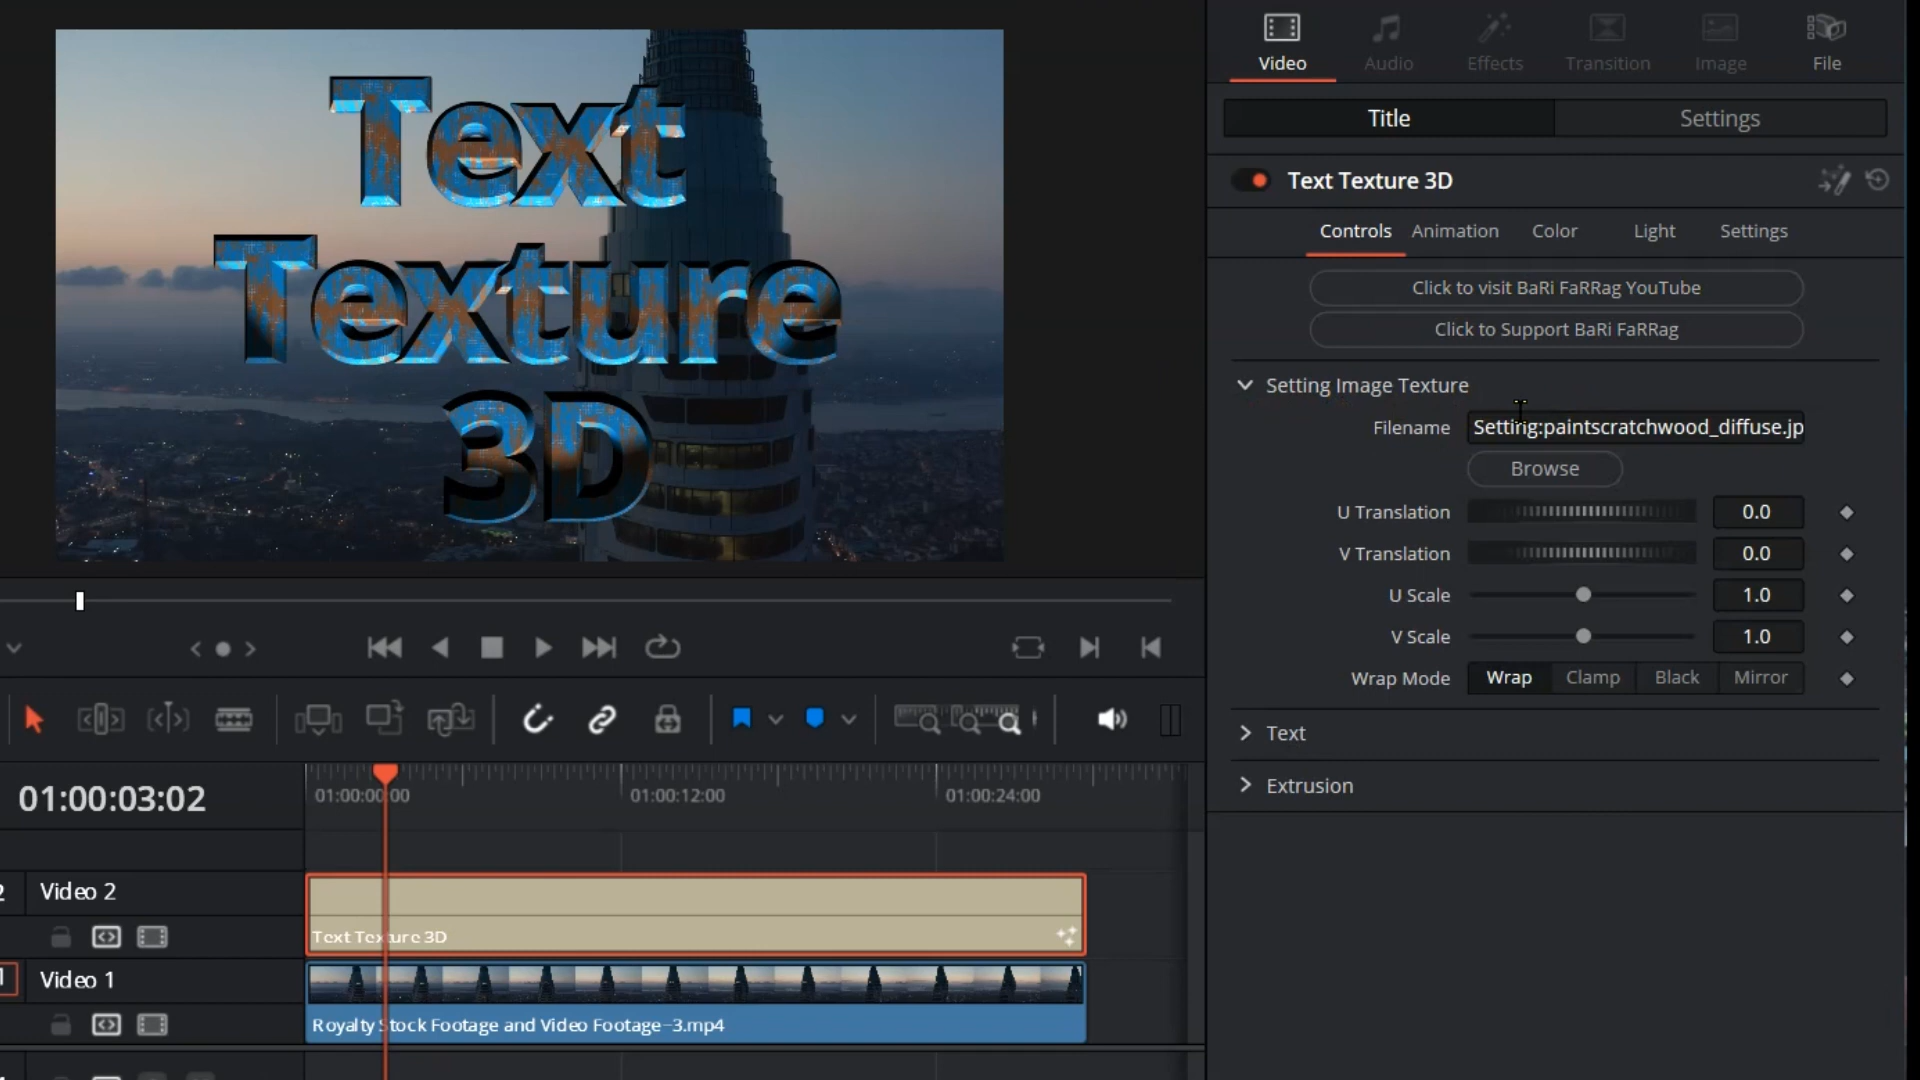 Text
Texture
3D
Video
Audio
Effects
Transition
Image
File
Title
Settings
Text Texture 3D
Controls
Animation
Color
Light
Settings
Click to visit BaRi FaRRag YouTube
Click to Support BaRi FaRRag
Setting Image Texture
Filename
Setting:paintscratchwood_diffuse.jp
Browse
U Translation
0.0
V Translation
0.0
U Scale
1.0
V Scale
1.0
Wrap Mode
Wrap
Clamp
Black
Mirror
Text
Extrusion
01:00:03:02
01:00:00:00
01:00:12:00
01:00:24:00
2
Video 2
Text Texture 3D
1
Video 1
Royalty Stock Footage and Video Footage-3.mp4